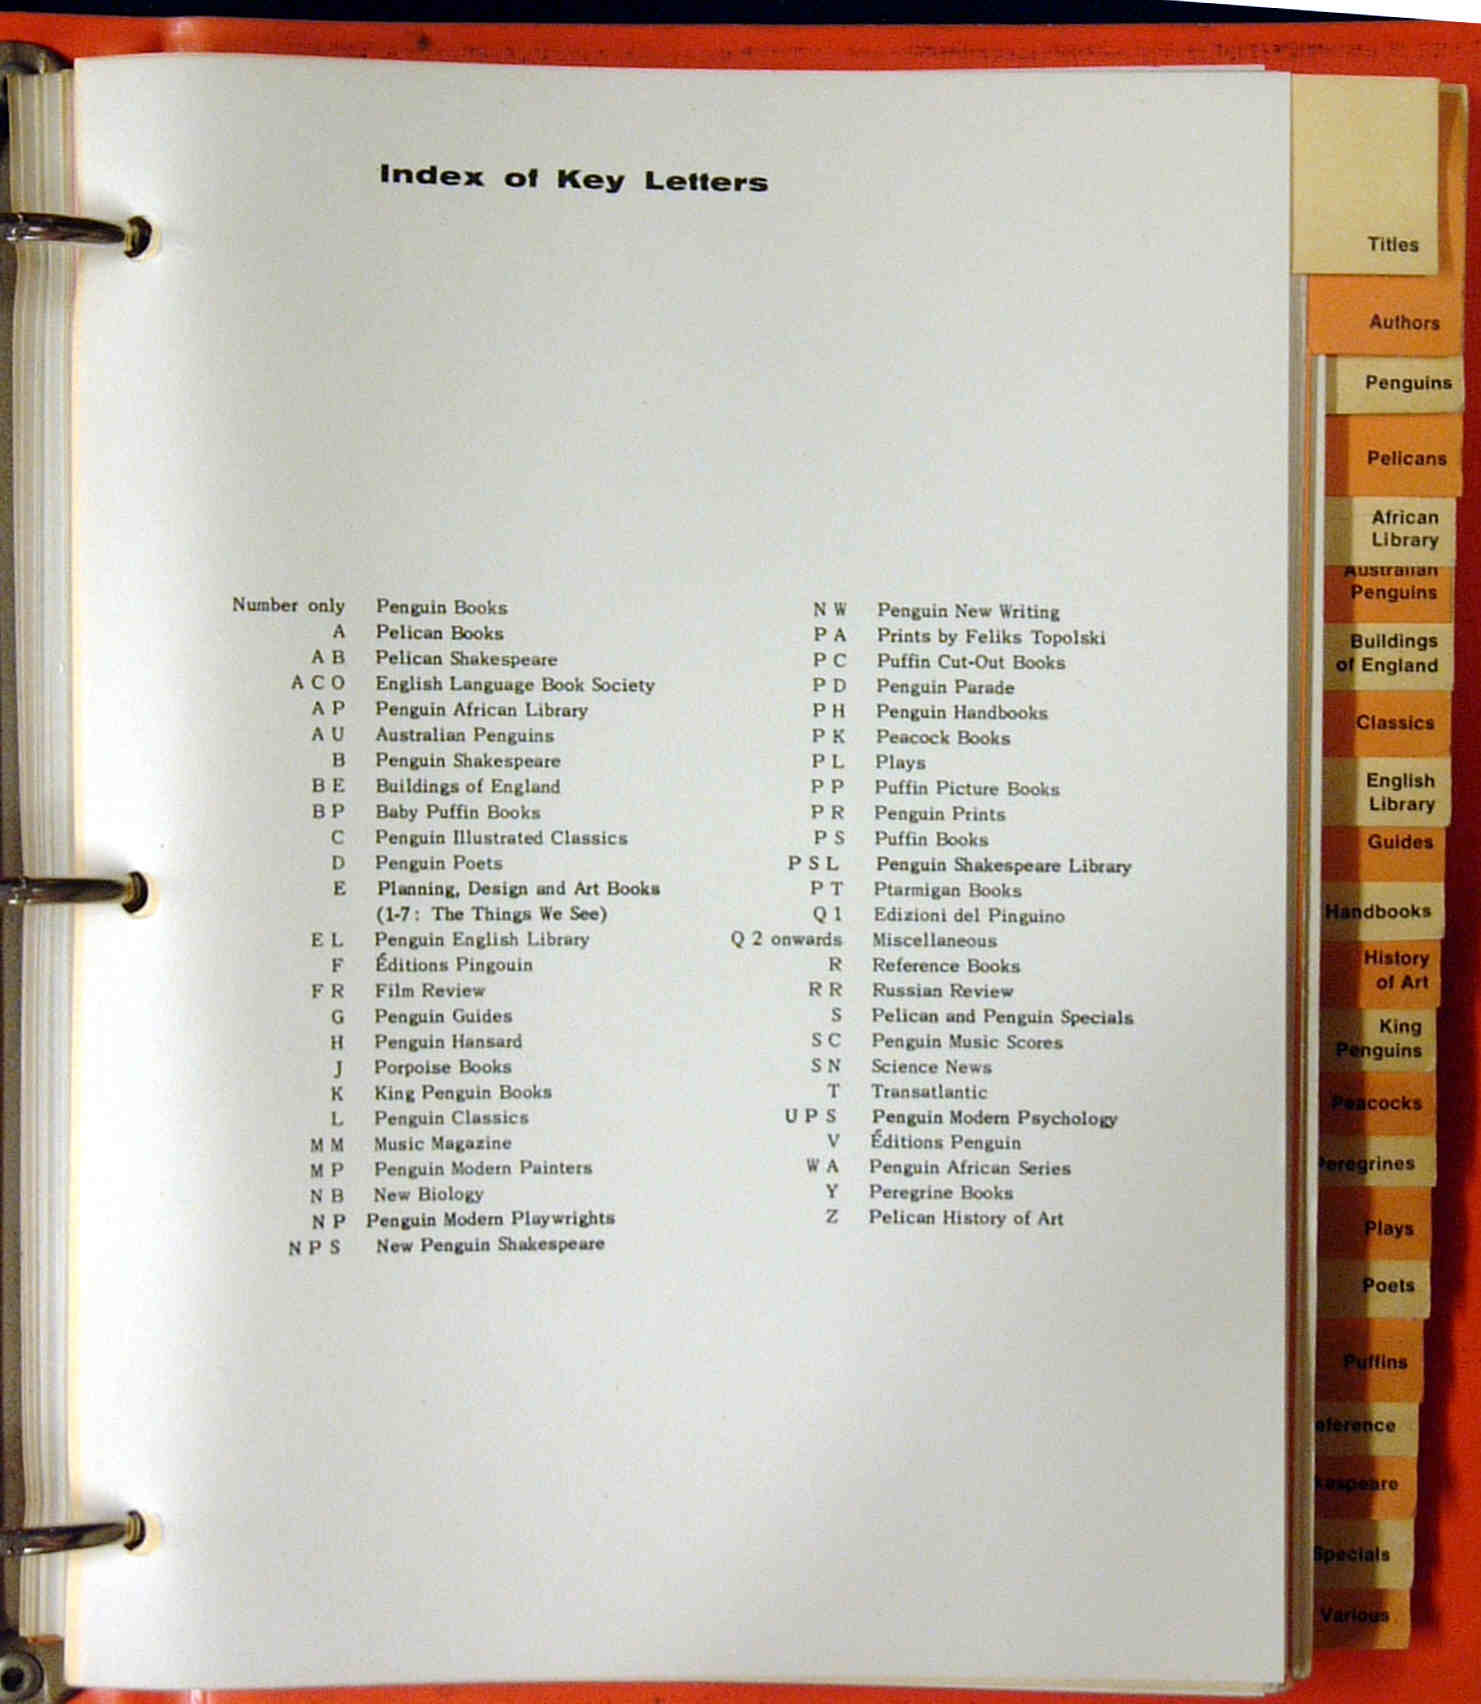 Index of Key Letters
Number only Penguin Books
A Pelican Books
A B Pelican Shakespeare
A C O English Language Book Society
A P Penguin African Library
A U Australian Penguins
B Penguin Shakespeare
B E Buildings of England
B P Baby Puffin Books
C Penguin Illustrated Classics
D Penguin Poets
E Planning, Design and Art Books
(1-7: The Things We See)
E L Penguin English Library
F Éditions Pingouin
F R Film Review
G Penguin Guides
H Penguin Hansard
J Porpoise Books
K King Penguin Books
L Penguin Classics
M M Music Magazine
M P Penguin Modern Painters
N B New Biology
N P Penguin Modern Playwrights
N P S New Penguin Shakespeare
N W Penguin New Writing
P A Prints by Feliks Topolski
P C Puffin Cut-Out Books
P D Penguin Parade
P H Penguin Handbooks
P K Peacock Books
P L Plays
P P Puffin Picture Books
P R Penguin Prints
P S Puffin Books
P S L Penguin Shakespeare Library
P T Ptarmigan Books
Q 1 Edizioni del Pinguino
Q 2 onwards Miscellaneous
R Reference Books
R R Russian Review
S Pelican and Penguin Specials
S C Penguin Music Scores
S N Science News
T Transatlantic
U P S Penguin Modern Psychology
V Éditions Penguin
W A Penguin African Series
Y Peregrine Books
Z Pelican History of Art
Titles
Authors
Penguins
Pelicans
African
Library
Australian
Penguins
Buildings
of England
Classics
English
Library
Guides
Handbooks
History
of Art
King
Penguins
Peacocks
Peregrines
Plays
Poets
Puffins
eference
kespeare
Specials
Various